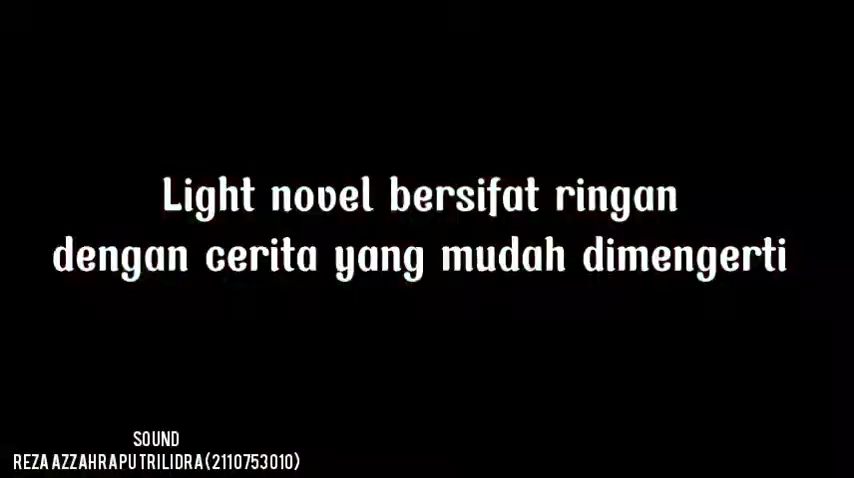 Light novel bersifat ringan
dengan cerita yang mudah dimengerti
SOUND
REZA AZZAHRA PUTRI LIDRA (2110753010)